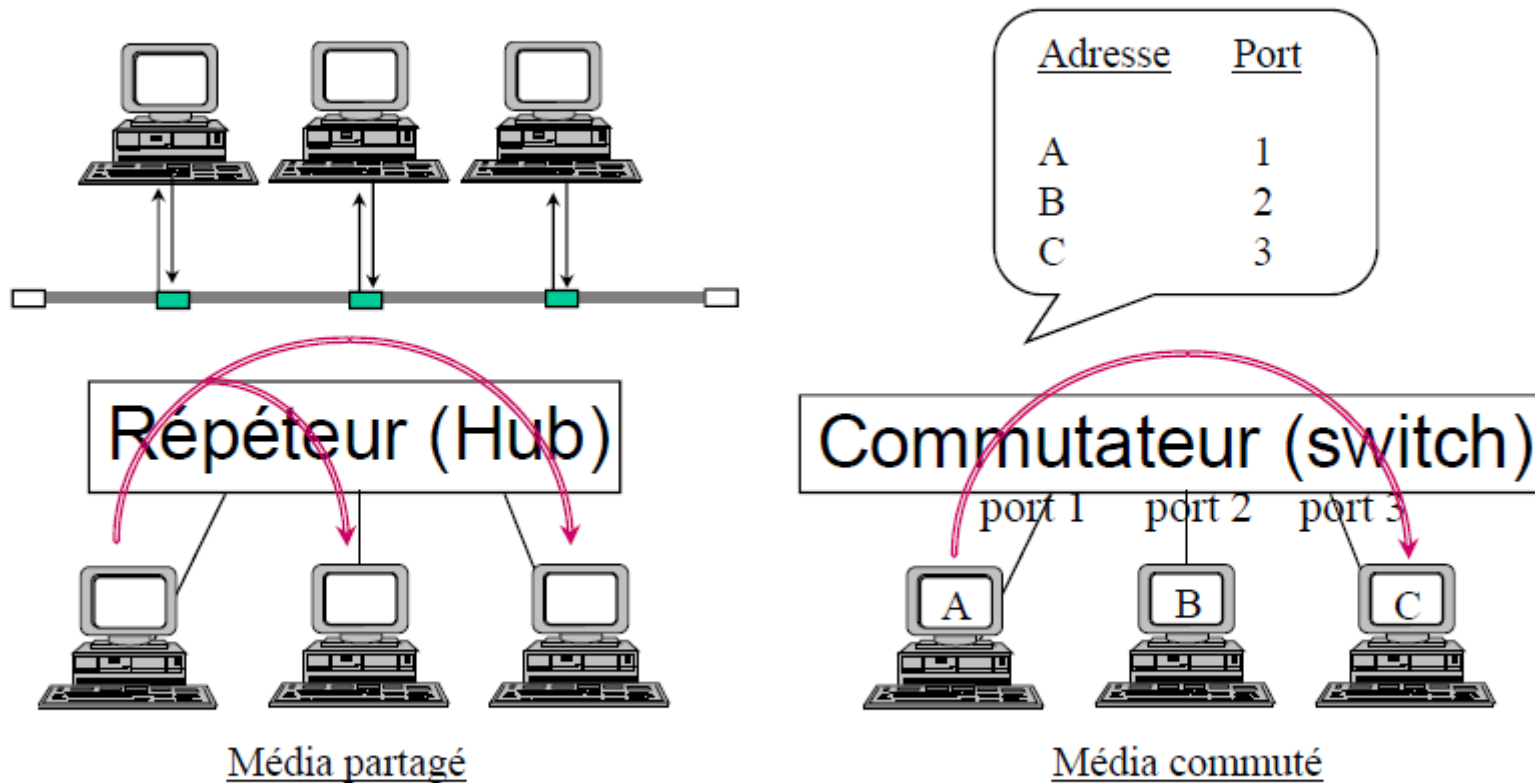 Adresse Port
A 1
B 2
C 3
Répéteur (Hub)
Commutateur (switch)
port 1 port 2 port 3
A B C
Média partagé
Média commuté